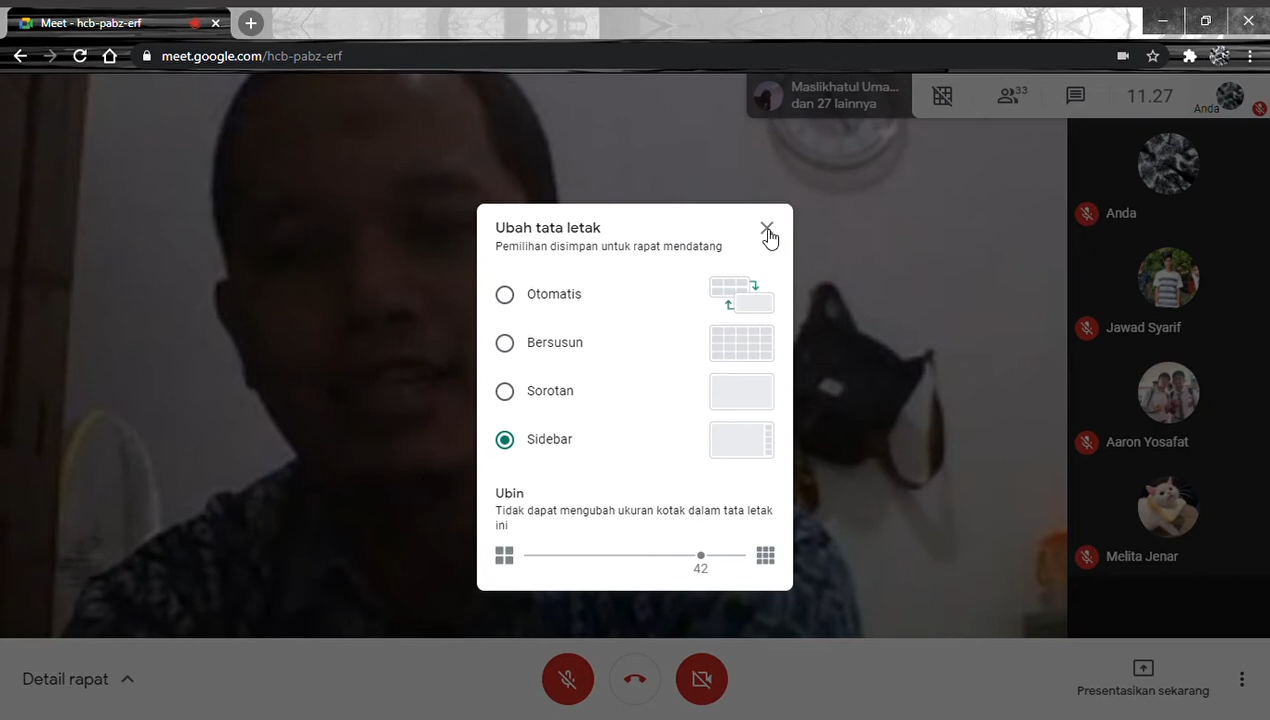 Meet - hcb-pabz-erf
meet.google.com/hcb-pabz-erf
Maslikhatul Uma...
dan 27 lainnya
33
11.27
Anda
Anda
Jawad Syarif
Aaron Yosafat
Melita Jenar
Ubah tata letak
Pemilihan disimpan untuk rapat mendatang
Otomatis
Bersusun
Sorotan
Sidebar
Ubin
Tidak dapat mengubah ukuran kotak dalam tata letak
ini
42
Detail rapat
Presentasikan sekarang